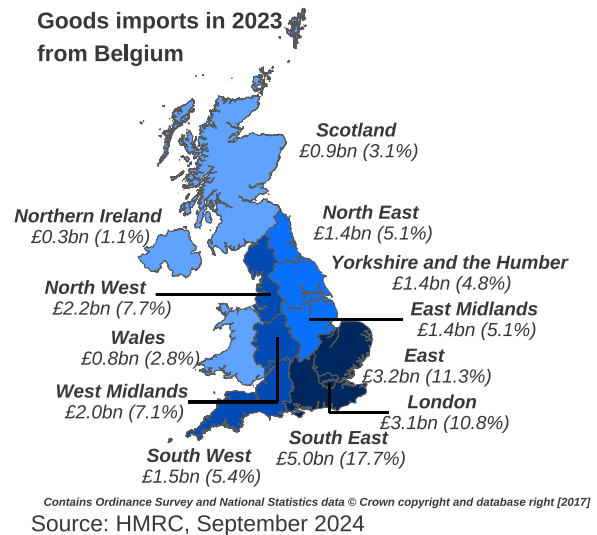 Goods imports in 2023
from Belgium
Scotland
£0.9bn (3.1%)
Northern Ireland
£0.3bn (1.1%)
North East
£1.4bn (5.1%)
Yorkshire and the Humber
£1.4bn (4.8%)
North West
£2.2bn (7.7%)
East Midlands
£1.4bn (5.1%)
Wales
£0.8bn (2.8%)
East
£3.2bn (11.3%)
West Midlands
£2.0bn (7.1%)
London
£3.1bn (10.8%)
South West
£1.5bn (5.4%)
South East
£5.0bn (17.7%)
Contains Ordinance Survey and National Statistics data © Crown copyright and database right [2017]
Source: HMRC, September 2024